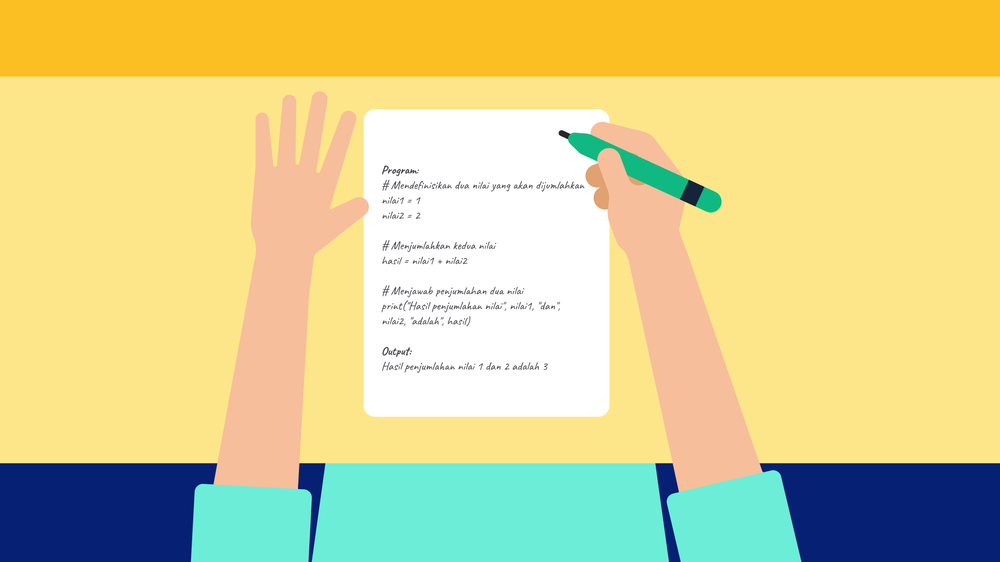 Program:
# Mendefinisikan dua nilai yang akan dijumlahkan
nilai1 = 1
nilai2 = 2
# Menjumlahkan kedua nilai
hasil = nilai1 + nilai2
# Menjawab penjumlahan dua nilai
print("Hasil penjumlahan nilai", nilai1, "dan",
nilai2, "adalah", hasil)
Output:
Hasil penjumlahan nilai 1 dan 2 adalah 3